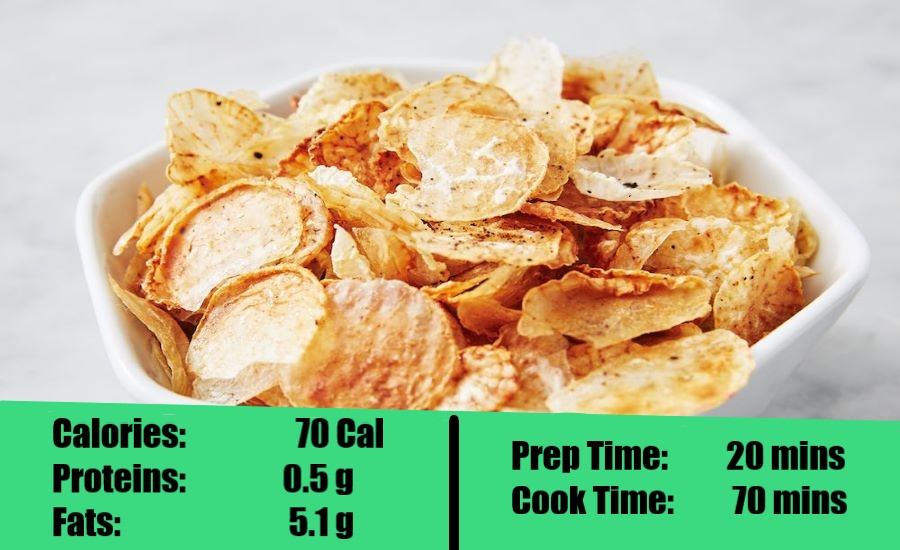 Calories: 70 Cal
Proteins: 0.5 g
Fats: 5.1 g
Prep Time: 20 mins
Cook Time: 70 mins